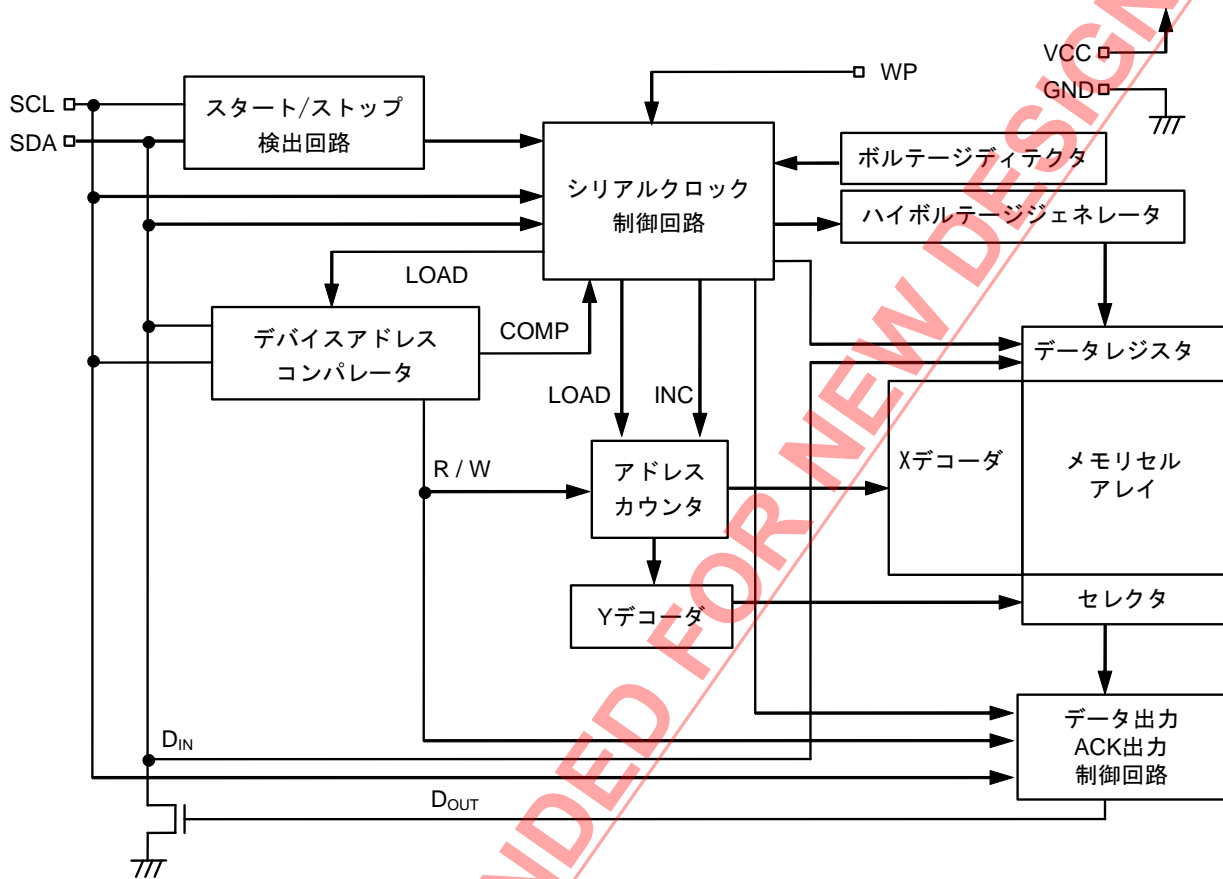 VCC
GND
WP
SCL
SDA
スタート/ストップ
検出回路
シリアルクロック
制御回路
ボルテージディテクタ
ハイボルテージジェネレータ
LOAD
デバイスアドレス
コンパレータ
COMP
データレジスタ
LOAD
INC
R / W
アドレス
カウンタ
Xデコーダ
メモリセル
アレイ
Yデコーダ
セレクタ
データ出力
ACK出力
制御回路
DIN
DOUT
NDED FOR NEW DESIGN